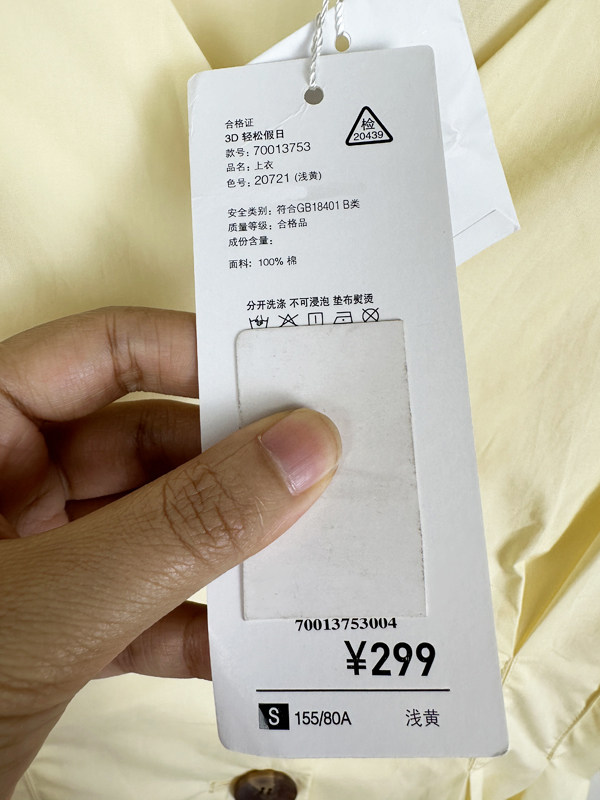 合格证
3D 轻松假日
款号: 70013753
品名: 上衣
色号: 20721 (浅黄)
检
20439
安全类别: 符合GB18401 B类
质量等级: 合格品
成份含量:
面料: 100% 棉
分开洗涤 不可浸泡 垫布熨烫
70013753004
¥299
S 155/80A 浅黄